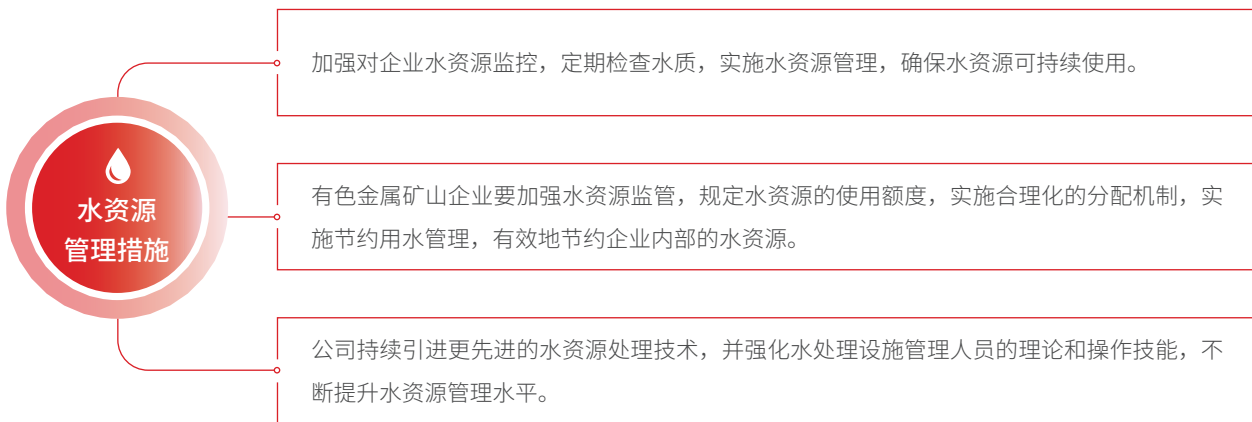 水资源
管理措施
加强对企业水资源监控，定期检查水质，实施水资源管理，确保水资源可持续使用。
有色金属矿山企业要加强水资源监管，规定水资源的使用额度，实施合理化的分配机制，实
施节约用水管理，有效地节约企业内部的水资源。
公司持续引进更先进的水资源处理技术，并强化水处理设施管理人员的理论和操作技能，不
断提升水资源管理水平。